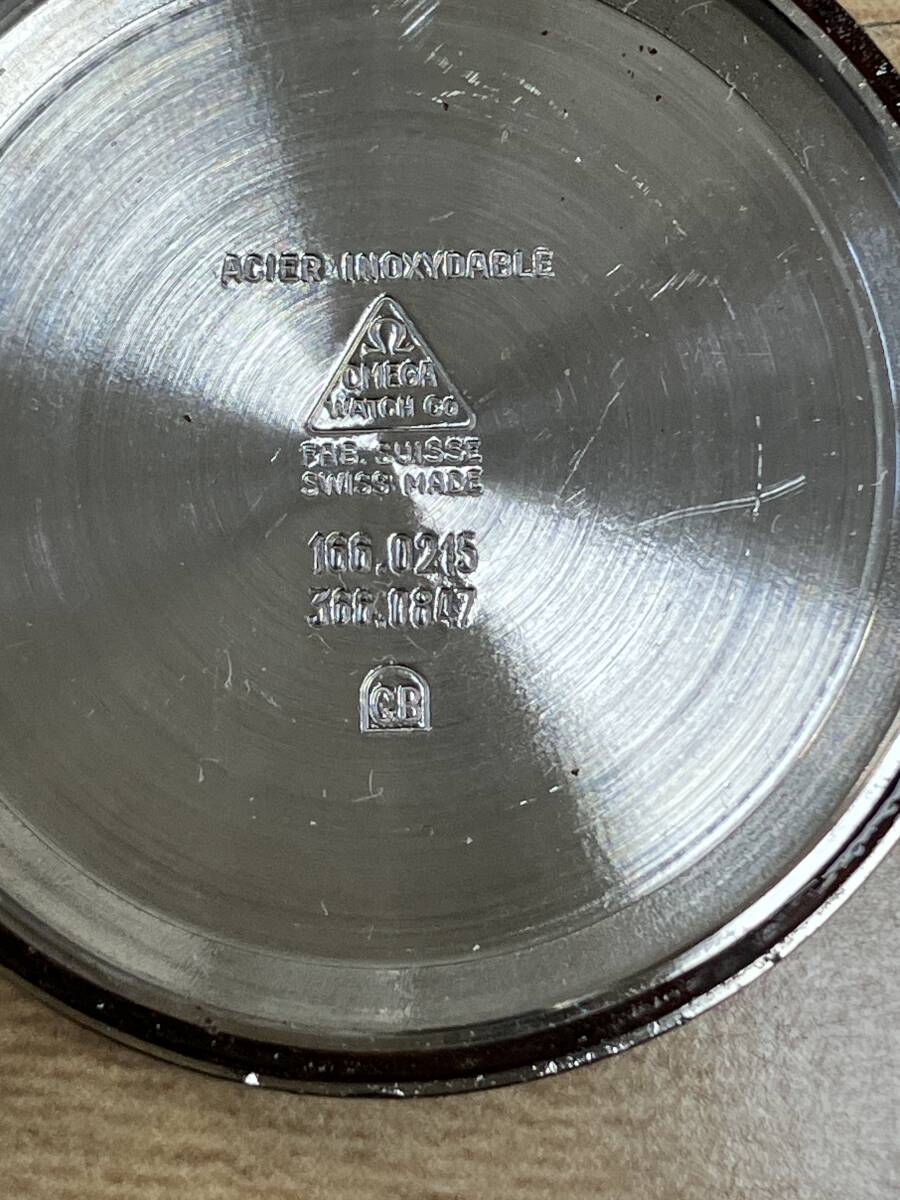 ACIER INOXYDABLE
Ω
OMEGA
WATCH CO
FAB. SUISSE
SWISS MADE
166.0215
366.0847
CB